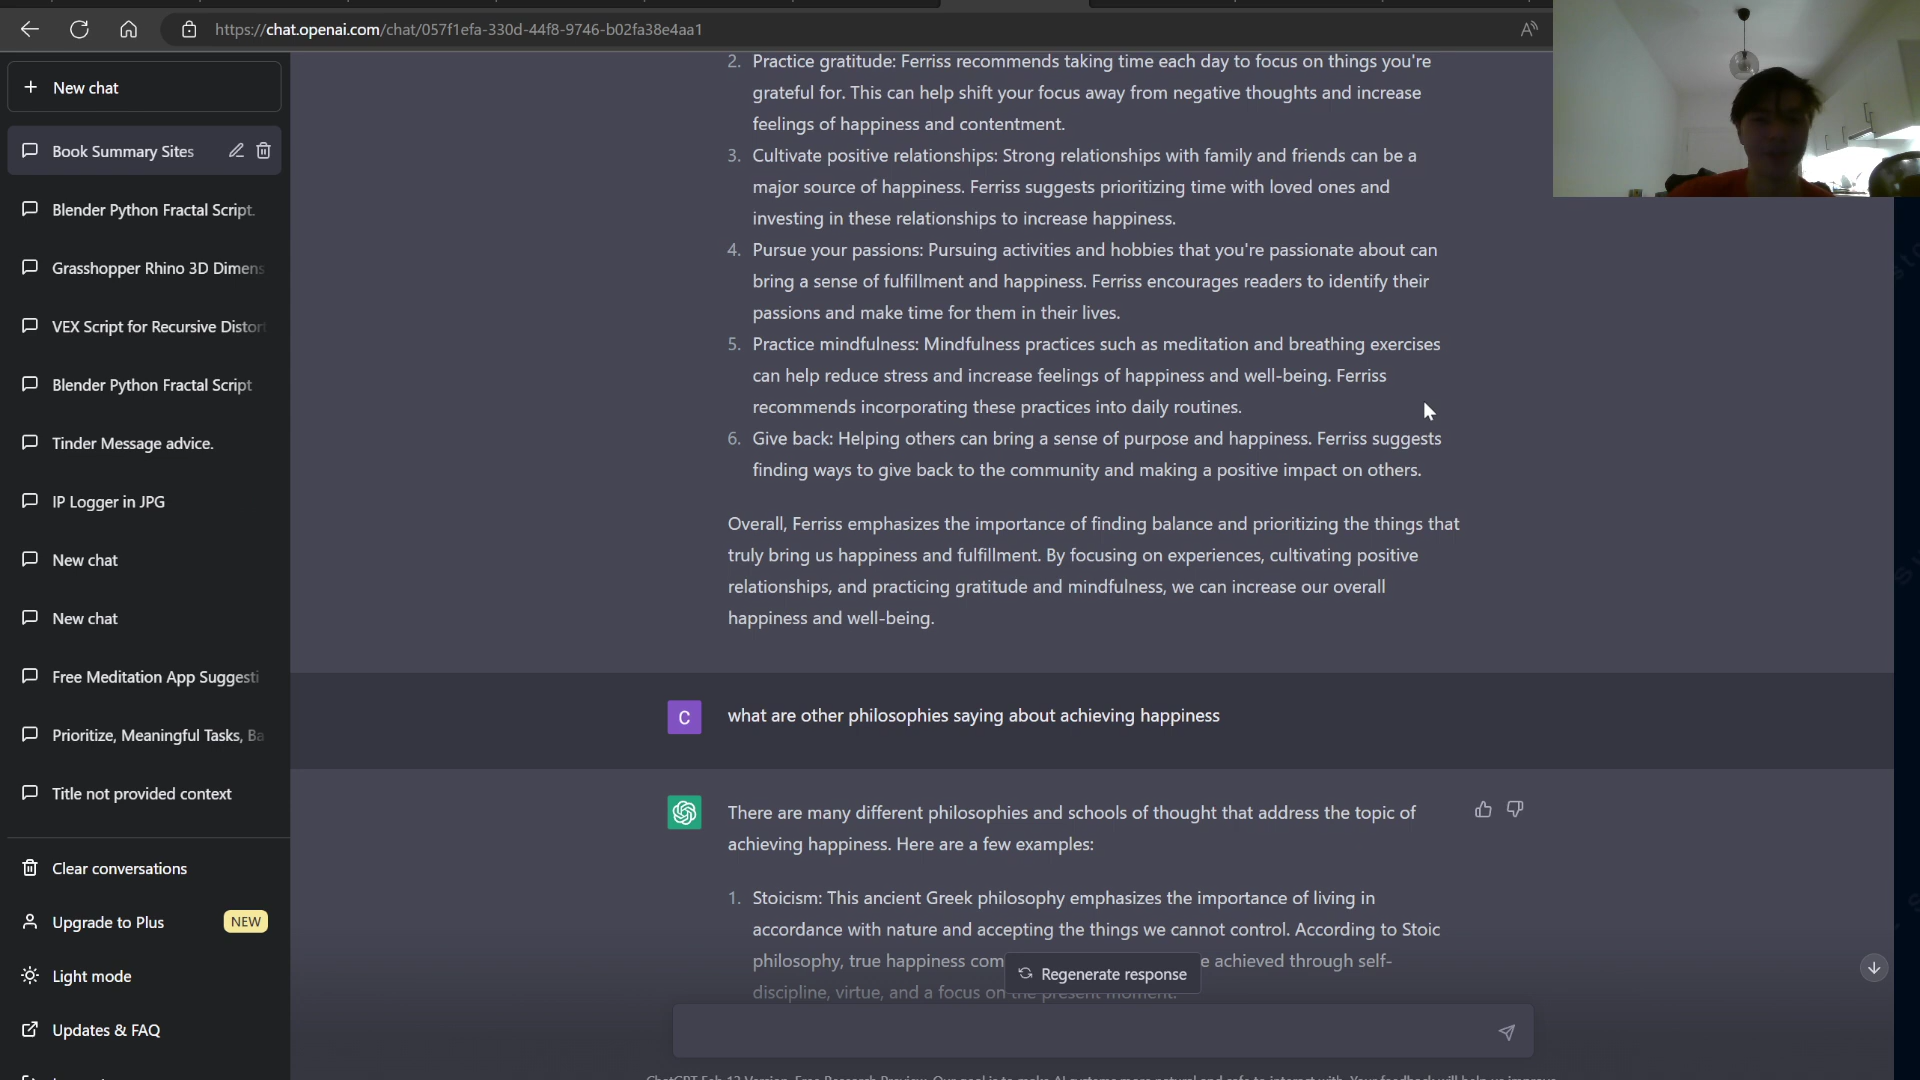 https://chat.openai.com/chat/057f1efa-330d-44f8-9746-b02fa38e4aa1
New chat
Book Summary Sites
Blender Python Fractal Script.
Grasshopper Rhino 3D Dimens
VEX Script for Recursive Distor
Blender Python Fractal Script
Tinder Message advice.
IP Logger in JPG
New chat
New chat
Free Meditation App Suggesti
Prioritize, Meaningful Tasks, Ba
Title not provided context
Clear conversations
Upgrade to Plus NEW
Light mode
Updates & FAQ
2. Practice gratitude: Ferriss recommends taking time each day to focus on things you're
grateful for. This can help shift your focus away from negative thoughts and increase
feelings of happiness and contentment.
3. Cultivate positive relationships: Strong relationships with family and friends can be a
major source of happiness. Ferriss suggests prioritizing time with loved ones and
investing in these relationships to increase happiness.
4. Pursue your passions: Pursuing activities and hobbies that you're passionate about can
bring a sense of fulfillment and happiness. Ferriss encourages readers to identify their
passions and make time for them in their lives.
5. Practice mindfulness: Mindfulness practices such as meditation and breathing exercises
can help reduce stress and increase feelings of happiness and well-being. Ferriss
recommends incorporating these practices into daily routines.
6. Give back: Helping others can bring a sense of purpose and happiness. Ferriss suggests
finding ways to give back to the community and making a positive impact on others.
Overall, Ferriss emphasizes the importance of finding balance and prioritizing the things that
truly bring us happiness and fulfillment. By focusing on experiences, cultivating positive
relationships, and practicing gratitude and mindfulness, we can increase our overall
happiness and well-being.
C what are other philosophies saying about achieving happiness
There are many different philosophies and schools of thought that address the topic of
achieving happiness. Here are a few examples:
1. Stoicism: This ancient Greek philosophy emphasizes the importance of living in
accordance with nature and accepting the things we cannot control. According to Stoic
philosophy, true happiness com e achieved through self-
Regenerate response
discipline, virtue, and a focus on the present moment.